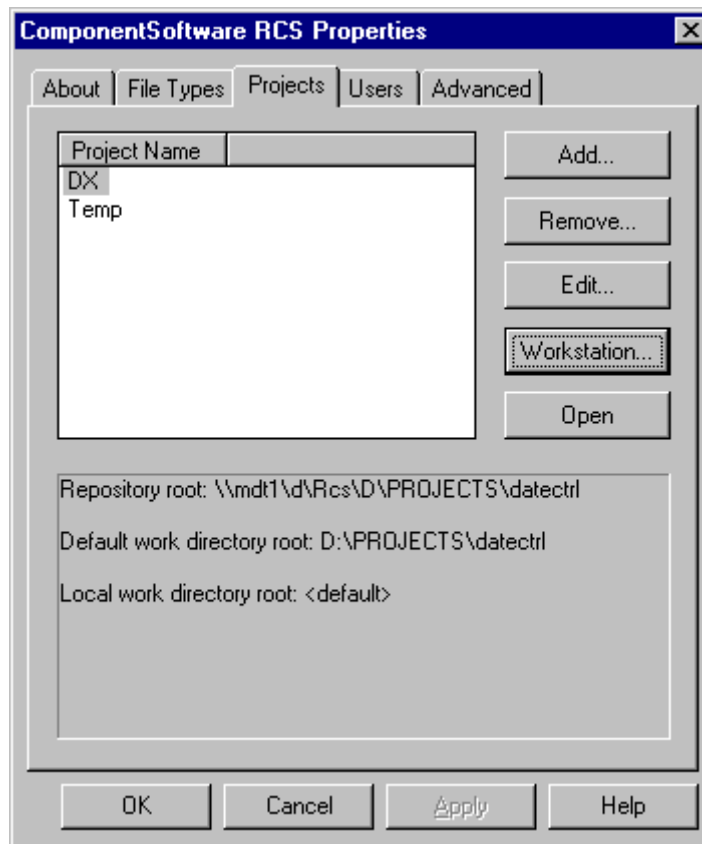 ComponentSoftware RCS Properties
About File Types Projects Users Advanced
Project Name
DX
Temp
Add...
Remove...
Edit...
Workstation...
Open
Repository root: \\mdt1\d\Rcs\D\PROJECTS\datectrl
Default work directory root: D:\PROJECTS\datectrl
Local work directory root: <default>
OK Cancel Apply Help